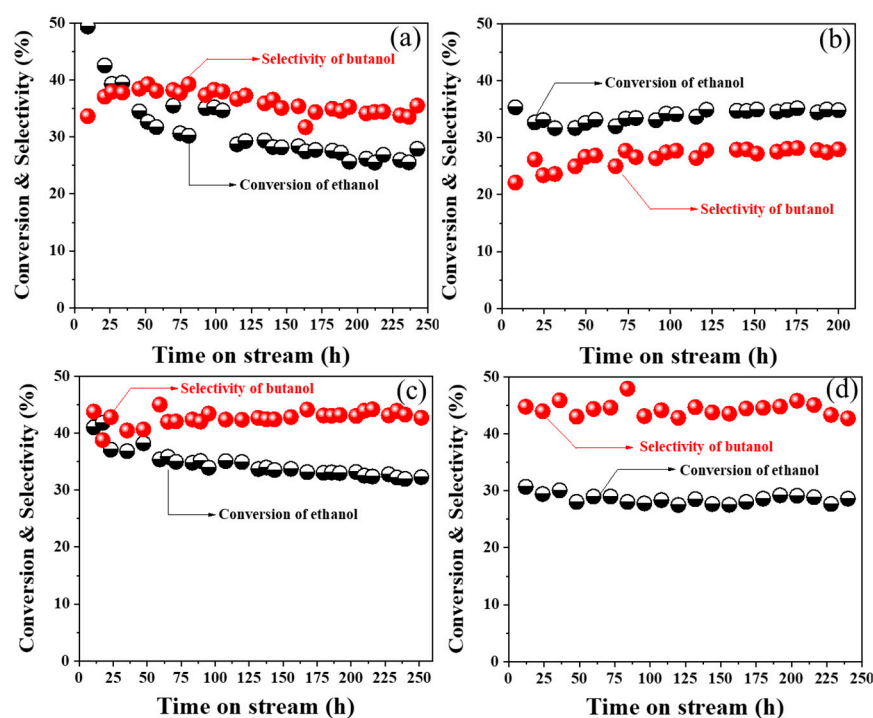 (a)
Conversion & Selectivity (%)
50
40
30
20
10
0
Selectivity of butanol
Conversion of ethanol
0 25 50 75 100 125 150 175 200 225 250
Time on stream (h)
(b)
Conversion & Selectivity (%)
50
40
30
20
10
0
Conversion of ethanol
Selectivity of butanol
0 25 50 75 100 125 150 175 200
Time on stream (h)
(c)
Conversion & Selectivity (%)
50
40
30
20
10
0
Selectivity of butanol
Conversion of ethanol
0 25 50 75 100 125 150 175 200 225 250
Time on stream (h)
(d)
Conversion & Selectivity (%)
50
40
30
20
10
0
Selectivity of butanol
Conversion of ethanol
0 25 50 75 100 125 150 175 200 225 250
Time on stream (h)